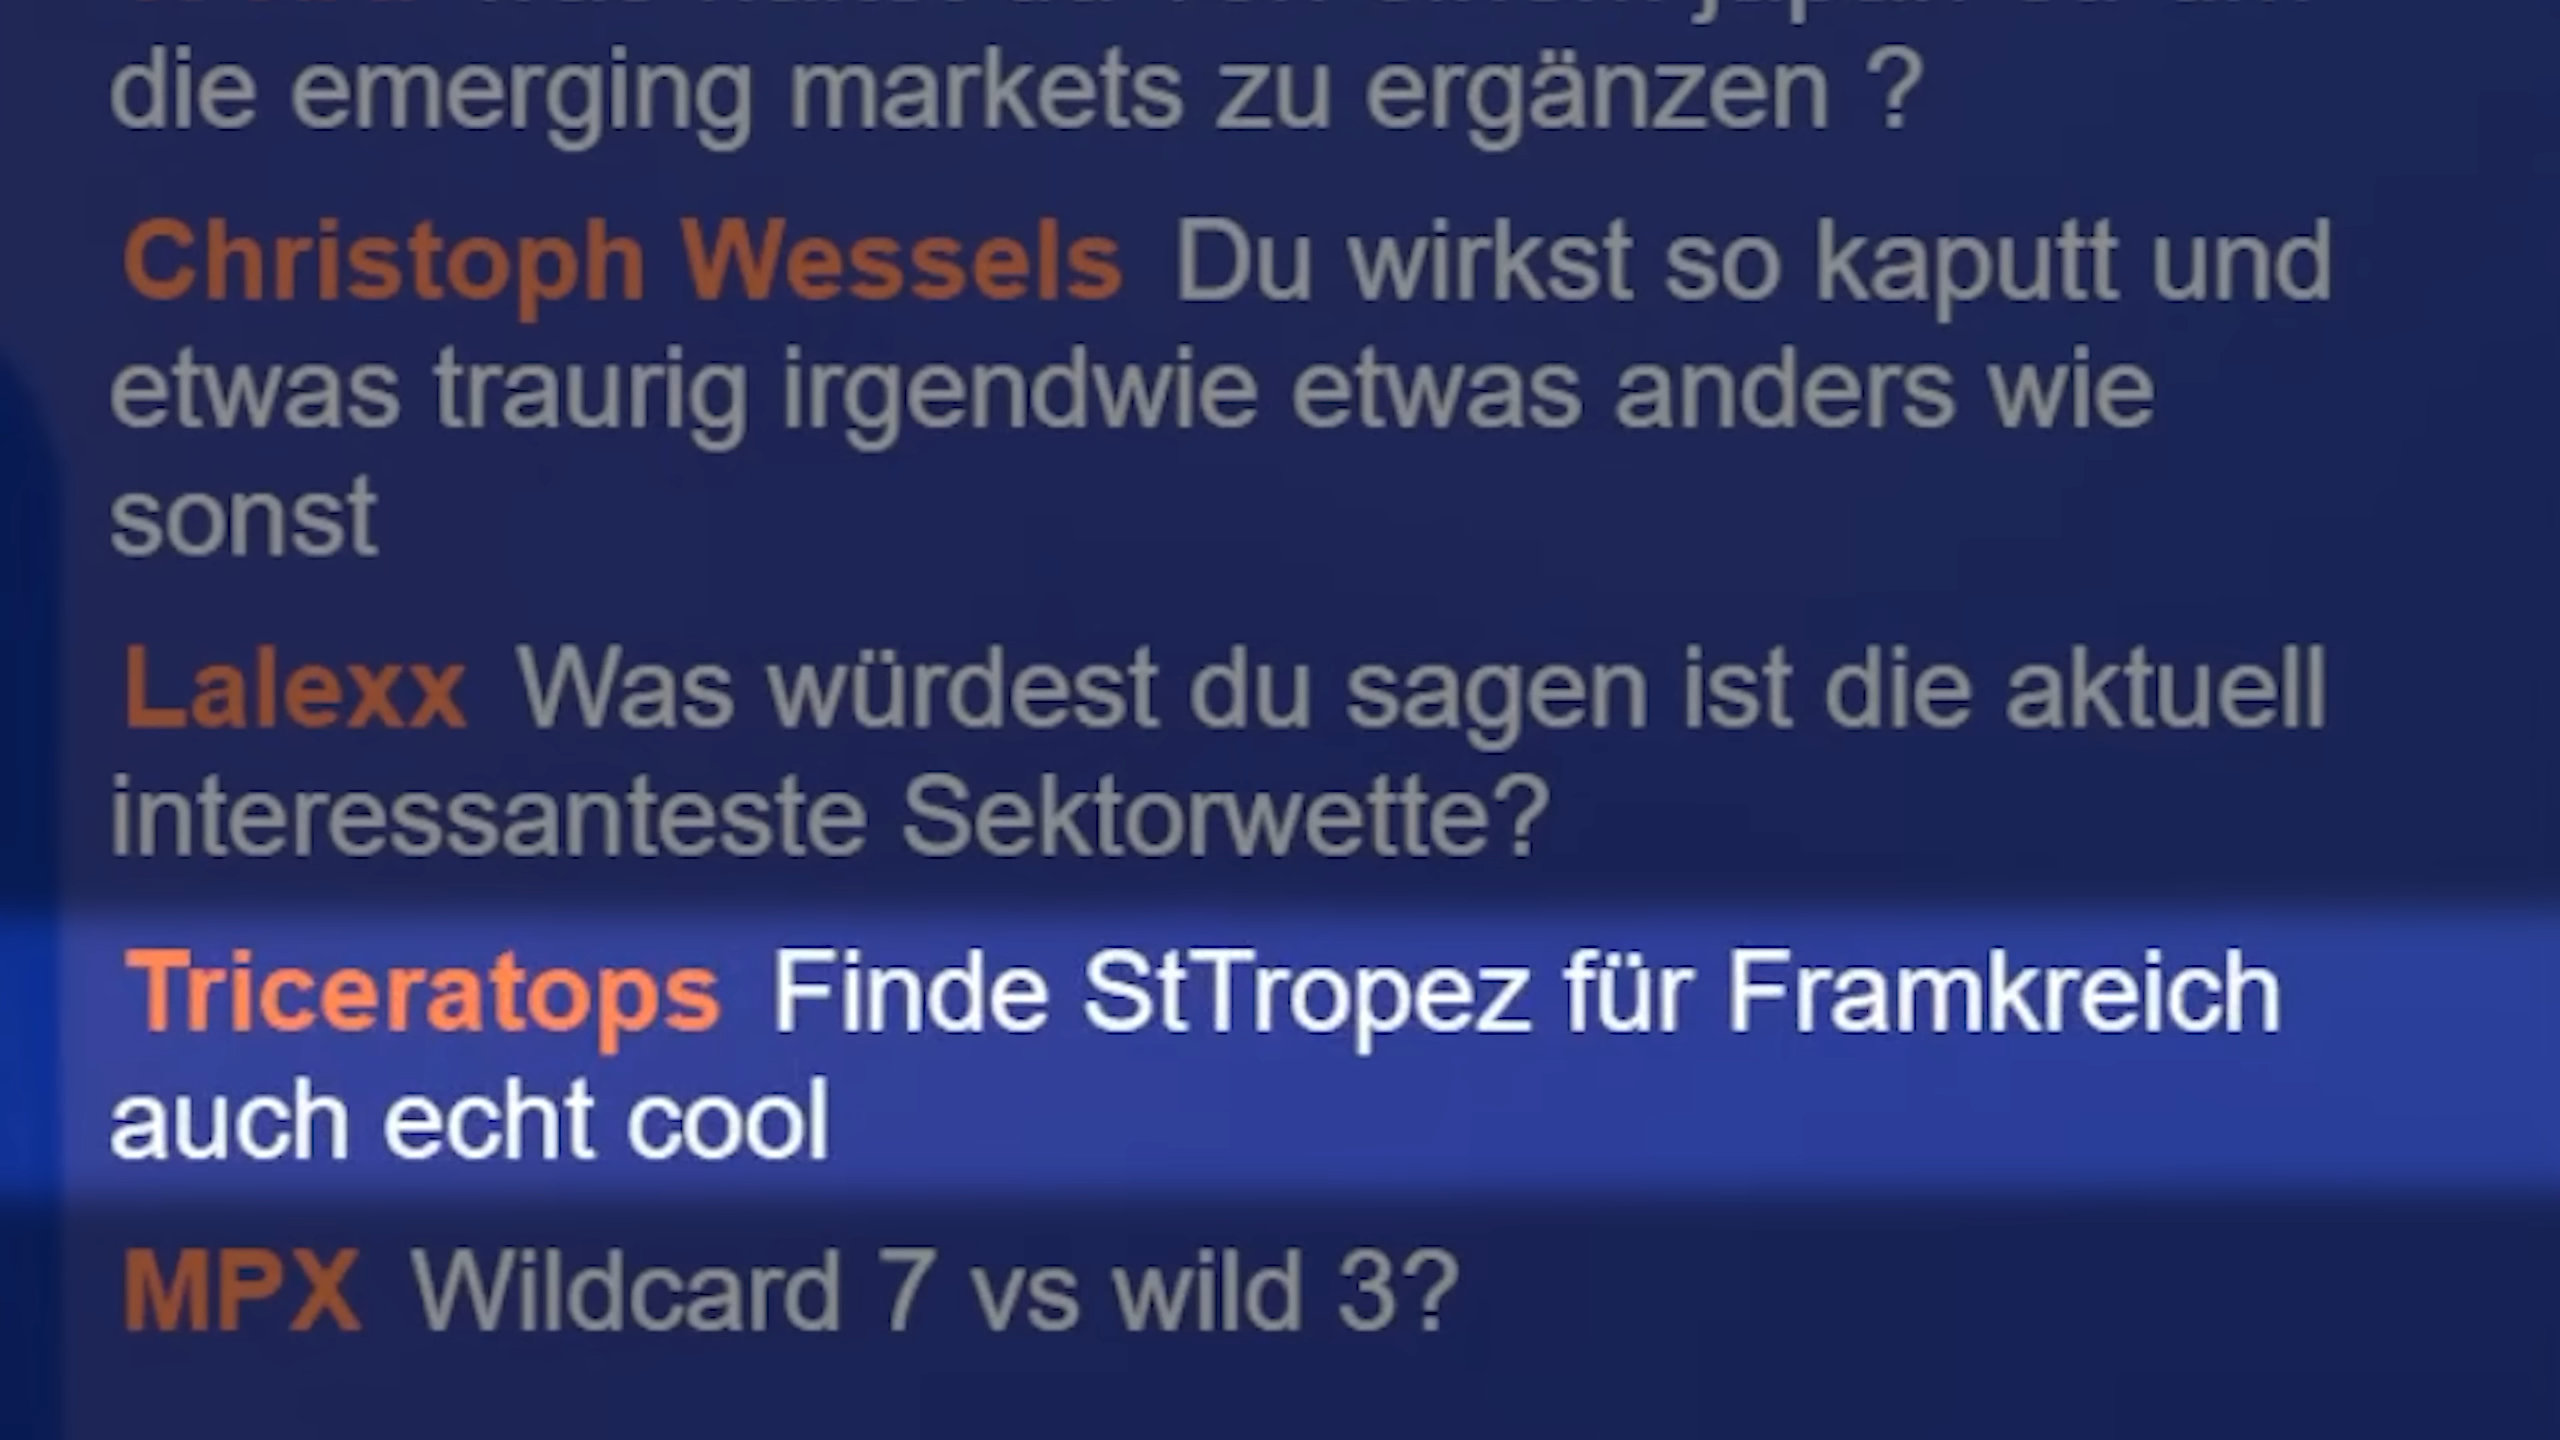 die emerging markets zu ergänzen ?
Christoph Wessels Du wirkst so kaputt und
etwas traurig irgendwie etwas anders wie
sonst
Lalexx Was würdest du sagen ist die aktuell
interessanteste Sektorwette?
Triceratops Finde StTropez für Framkreich
auch echt cool
MPX Wildcard 7 vs wild 3?